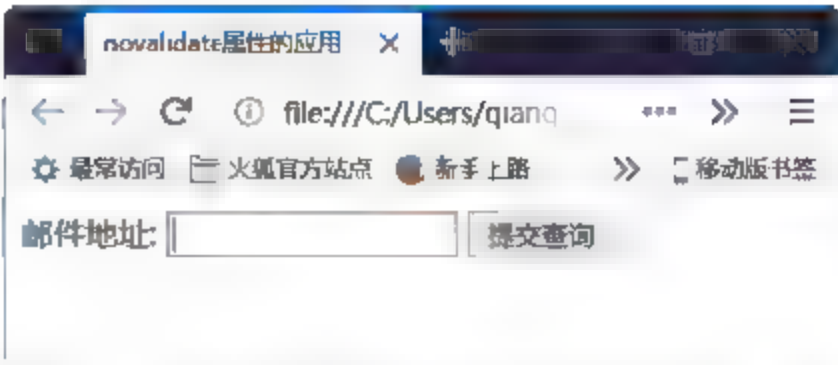 novalidate属性的应用
file:///C:/Users/qianq
最常访问 火狐官方站点 新手上路 移动版书签
邮件地址: 提交查询